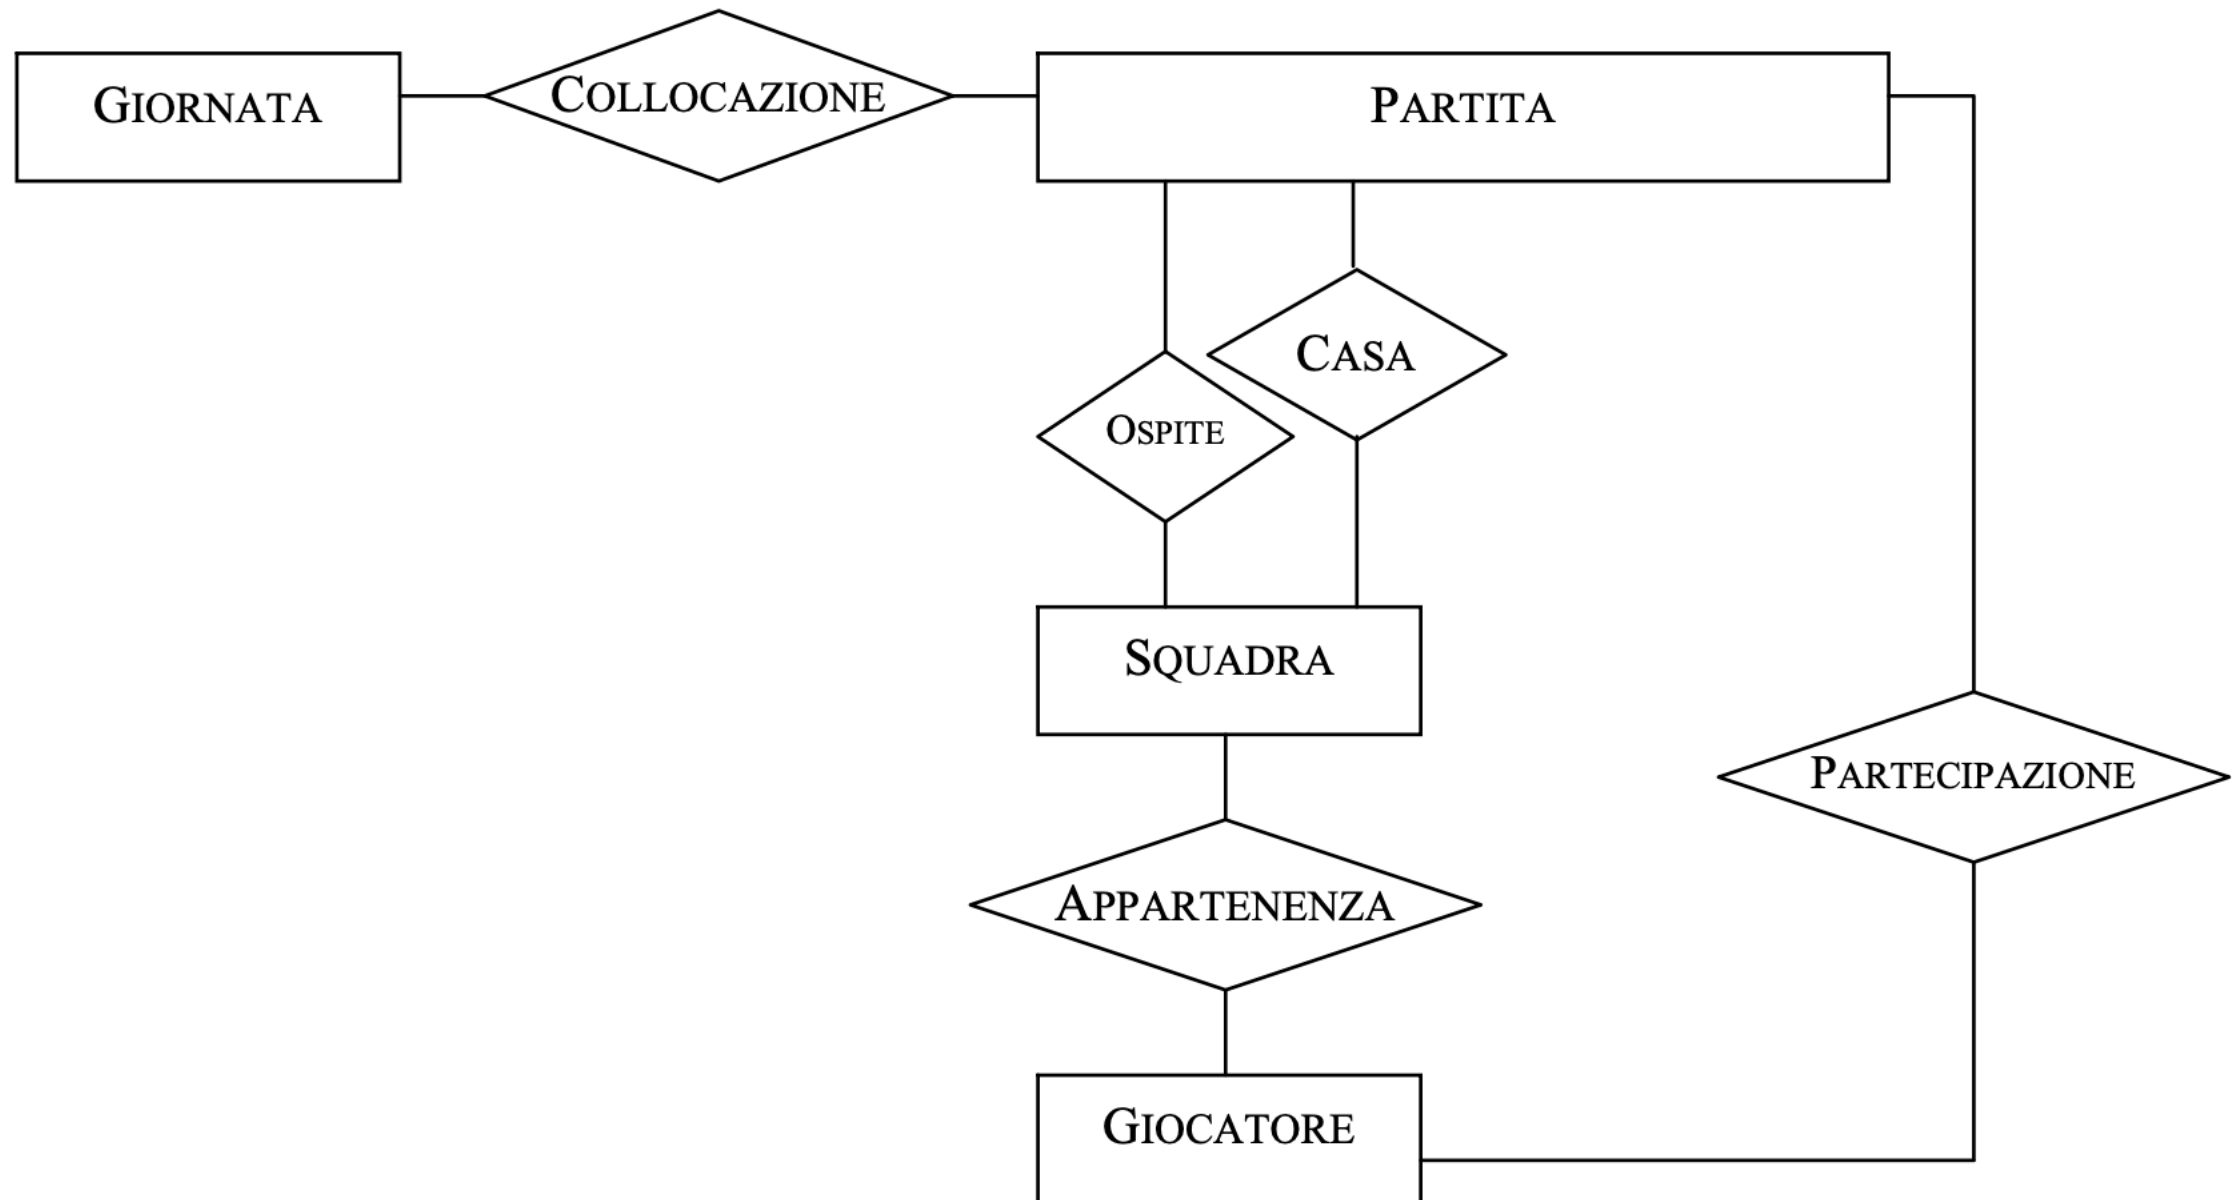 GIORNATA
COLLOCAZIONE
PARTITA
CASA
OSPITE
SQUADRA
PARTECIPAZIONE
APPARTENENZA
GIOCATORE